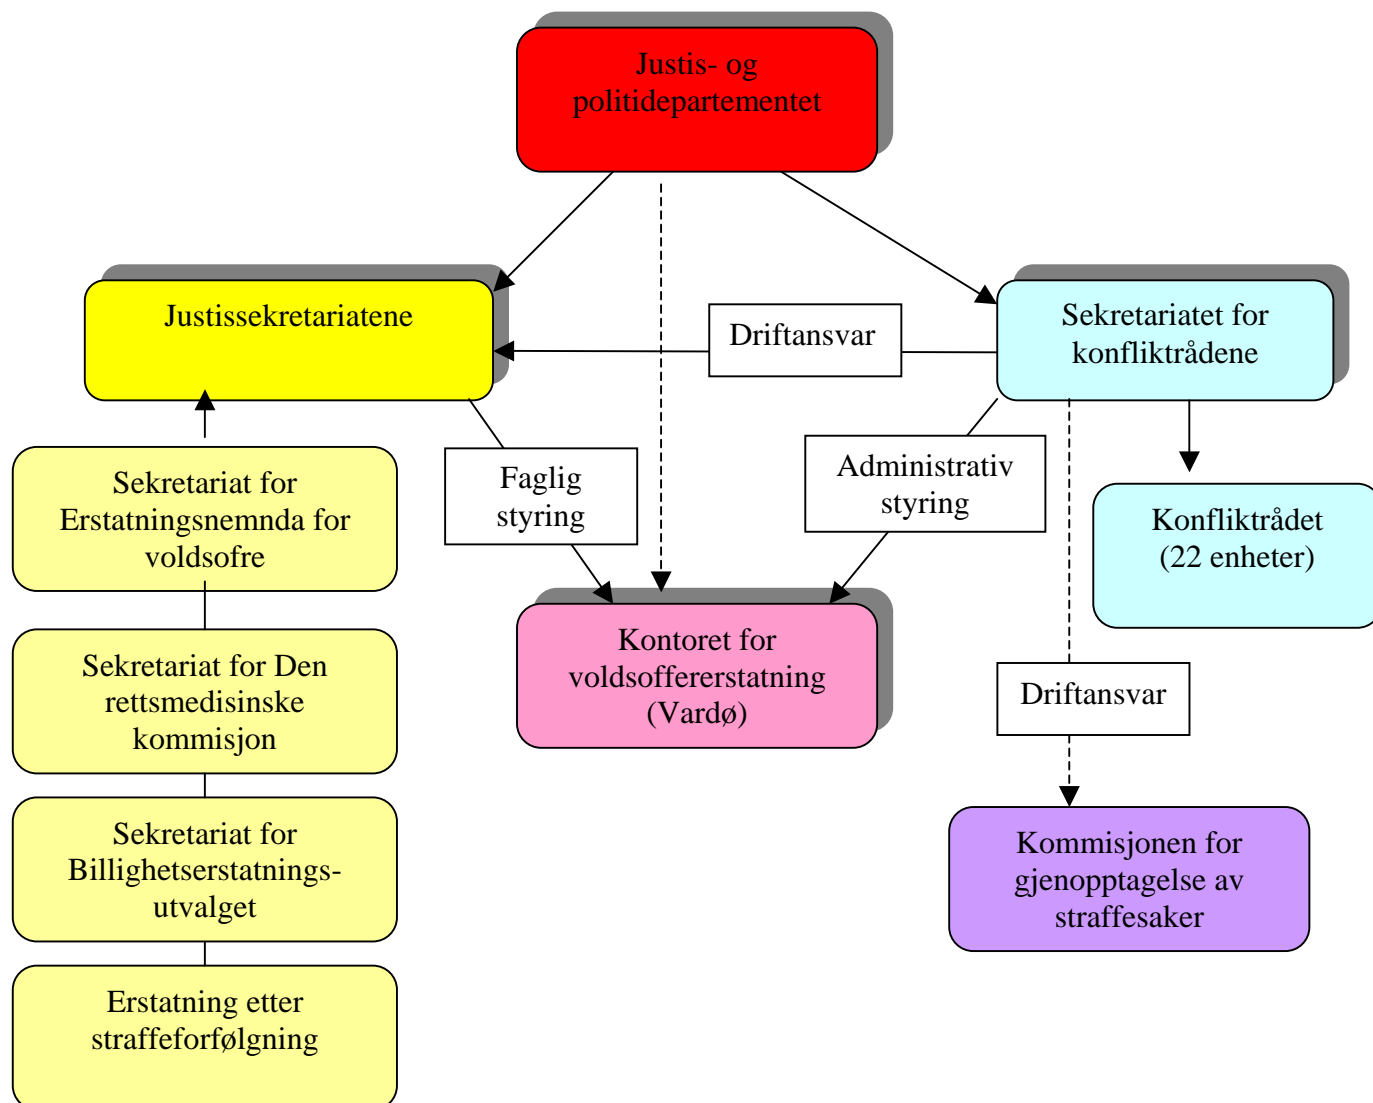 Justis- og
politidepartementet
Justissekretariatene
Driftansvar
Sekretariatet for
konfliktrådene
Sekretariat for
Erstatningsnemnda for
voldsofre
Faglig
styring
Administrativ
styring
Konfliktrådet
(22 enheter)
Sekretariat for Den
rettsmedisinske
kommisjon
Kontoret for
voldsoffererstatning
(Vardø)
Driftansvar
Sekretariat for
Billighetserstatnings-
utvalget
Kommisjonen for
gjenopptagelse av
straffesaker
Erstatning etter
straffeforfølgning